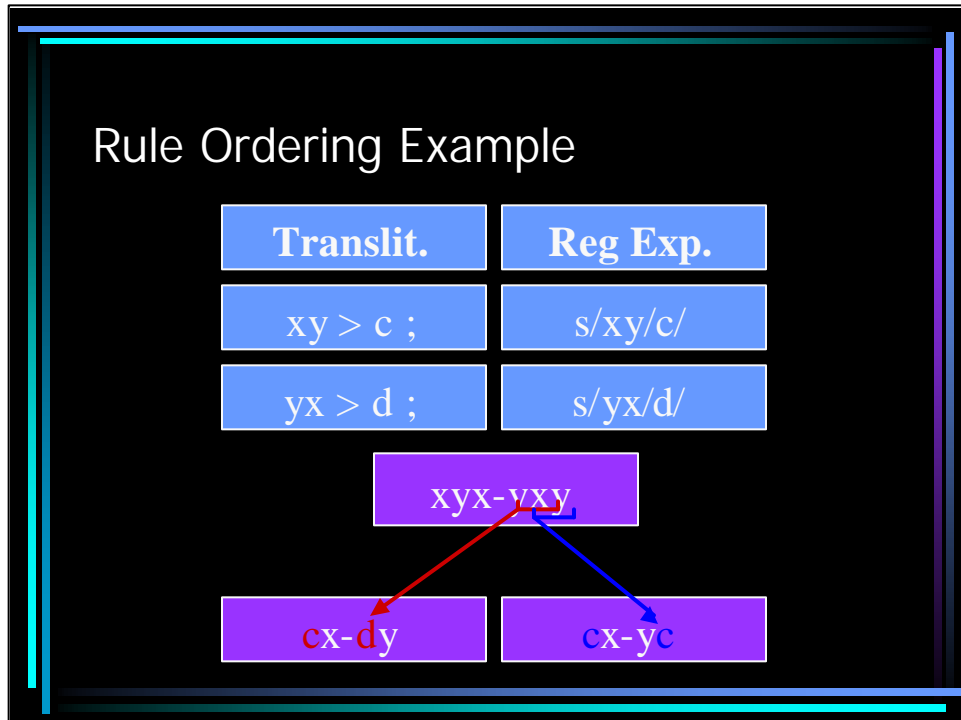 Rule Ordering Example
Translit. Reg Exp.
xy > c ; s/xy/c/
yx > d ; s/yx/d/
xyx-yxy
cx-dy cx-yc